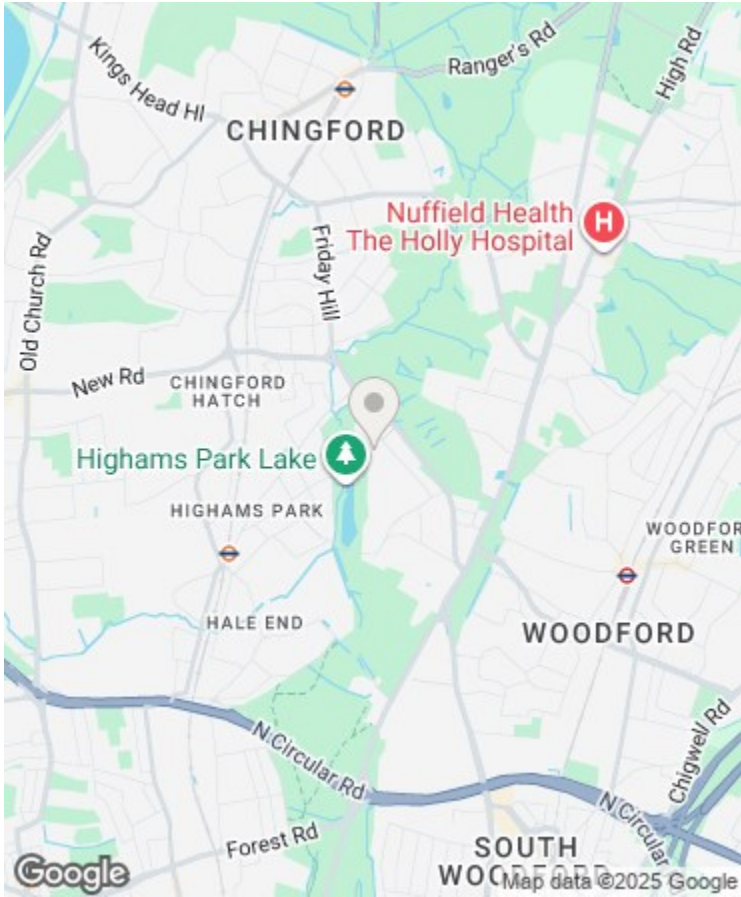 Ranger's Rd
High Rd
Kings Head Hl
CHINGFORD
Nuffield Health
The Holly Hospital
H
Friday Hill
Old Church Rd
New Rd
CHINGFORD
HATCH
Highams Park Lake
HIGHAMS PARK
WOODFOR
GREEN
HALE END
WOODFORD
Chigwell Rd
N Circular Rd
N Circular
Forest Rd
SOUTH
WOODFORD
Google
Map data ©2025 Google